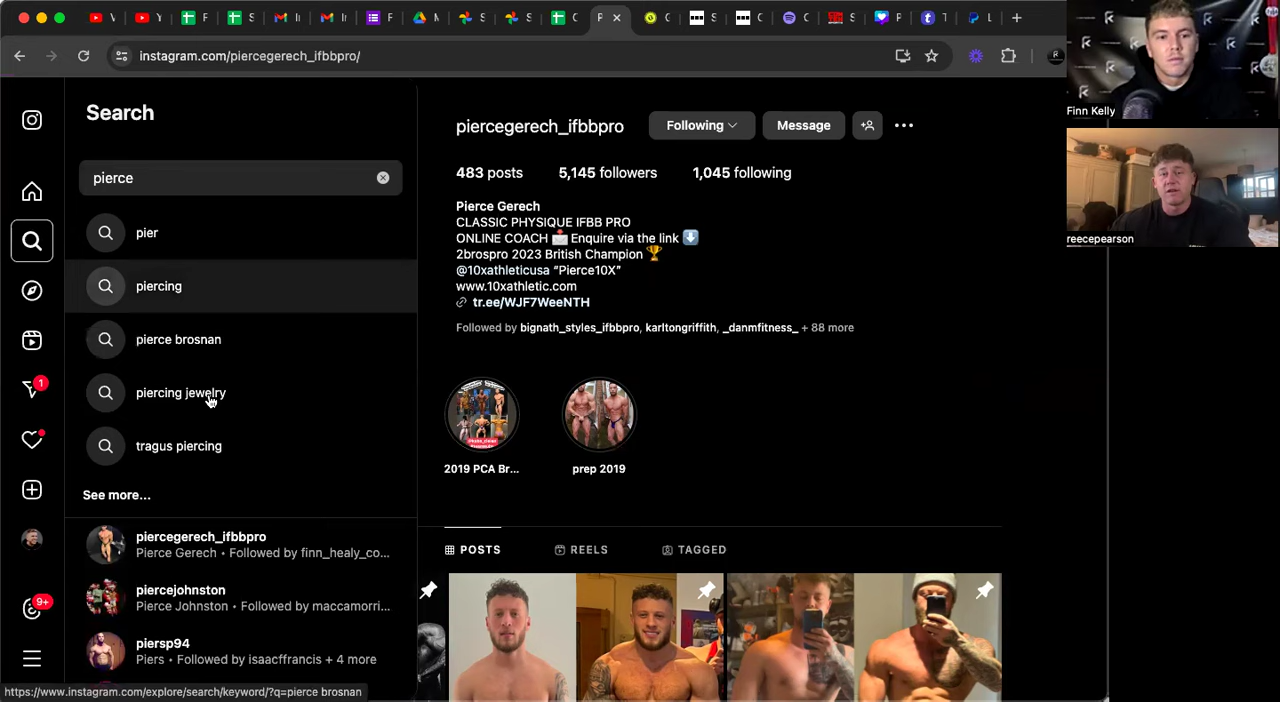 Y
Y
F
S
Ir
Ir
F
M
S
S
C
F
C
C
C
C
S
P
T
L
instagram.com/piercegerech_ifbbpro/
Search
pierce
pier
piercing
pierce brosnan
piercing jewelry
tragus piercing
See more...
piercegerech_ifbbpro
Pierce Gerech • Followed by finn_healy_co...
piercejohnston
Pierce Johnston • Followed by maccamorri...
piersp94
Piers • Followed by isaacffrancis + 4 more
1
9+
https://www.instagram.com/explore/search/keyword/?q=pierce brosnan
piercegerech_ifbbpro
Following
Message
483 posts
5,145 followers
1,045 following
Pierce Gerech
CLASSIC PHYSIQUE IFBB PRO
ONLINE COACH 📩 Enquire via the link ⬇️
2brospro 2023 British Champion 🏆
@10xathleticusa “Pierce10X”
www.10xathletic.com
tr.ee/WJF7WeeNTH
Followed by bignath_styles_ifbbpro, karltongriffith, _danmfitness_ + 88 more
2019 PCA Br...
prep 2019
POSTS
REELS
TAGGED
Finn Kelly
reecepearson